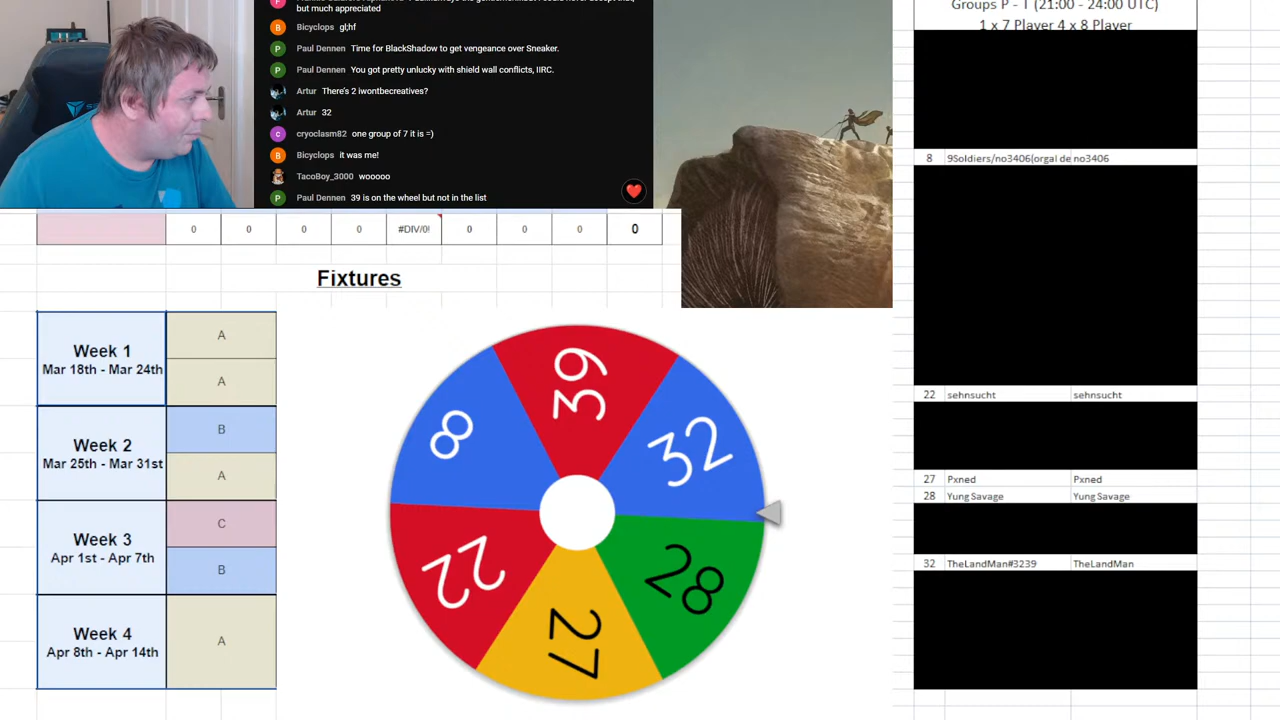 but much appreciated
Bicyclops gl;hf
Paul Dennen Time for BlackShadow to get vengeance over Sneaker.
Paul Dennen You got pretty unlucky with shield wall conflicts, IIRC.
Artur There's 2 iwontbecreatives?
Artur 32
cryoclasm82 one group of 7 it is =)
Bicyclops it was me!
TacoBoy_3000 wooooo
Paul Dennen 39 is on the wheel but not in the list
Groups P - T (21:00 - 24:00 UTC)
1 x 7 Player 4 x 8 Player
8 9Soldiers/no3406(orgal de no3406
22 sehnsucht sehnsucht
27 Pxned Pxned
28 Yung Savage Yung Savage
32 TheLandMan#3239 TheLandMan
0 0 0 0 #DIV/0! 0 0 0 0
Fixtures
Week 1
Mar 18th - Mar 24th
A
A
Week 2
Mar 25th - Mar 31st
B
A
Week 3
Apr 1st - Apr 7th
C
B
Week 4
Apr 8th - Apr 14th
A
39
32
28
27
22
8